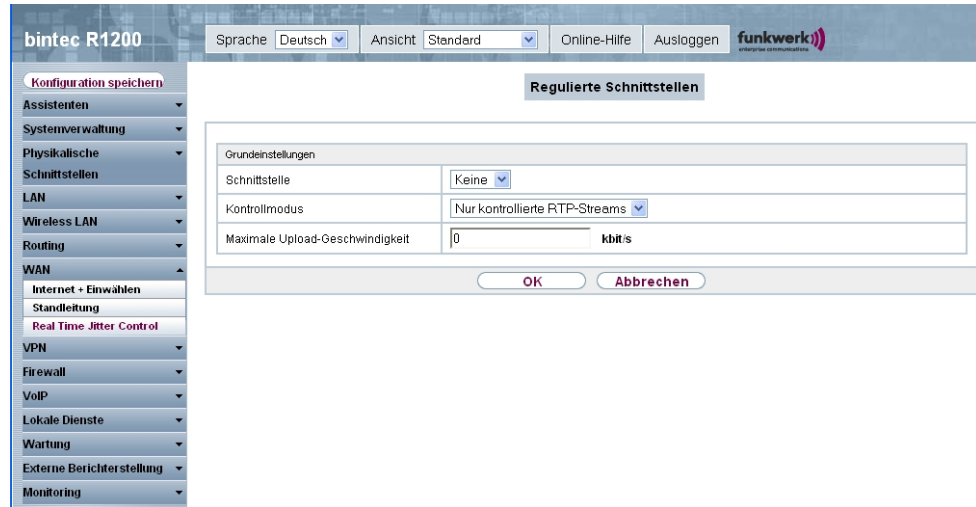 bintec R1200
Sprache Deutsch Ansicht Standard Online-Hilfe Ausloggen funkwerk
enterprise communications
Konfiguration speichern
Assistenten
Systemverwaltung
Physikalische
Schnittstellen
LAN
Wireless LAN
Routing
WAN
Internet + Einwählen
Standleitung
Real Time Jitter Control
VPN
Firewall
VoIP
Lokale Dienste
Wartung
Externe Berichterstellung
Monitoring
Regulierte Schnittstellen
Grundeinstellungen
Schnittstelle Keine
Kontrollmodus Nur kontrollierte RTP-Streams
Maximale Upload-Geschwindigkeit 0 kbit/s
OK Abbrechen